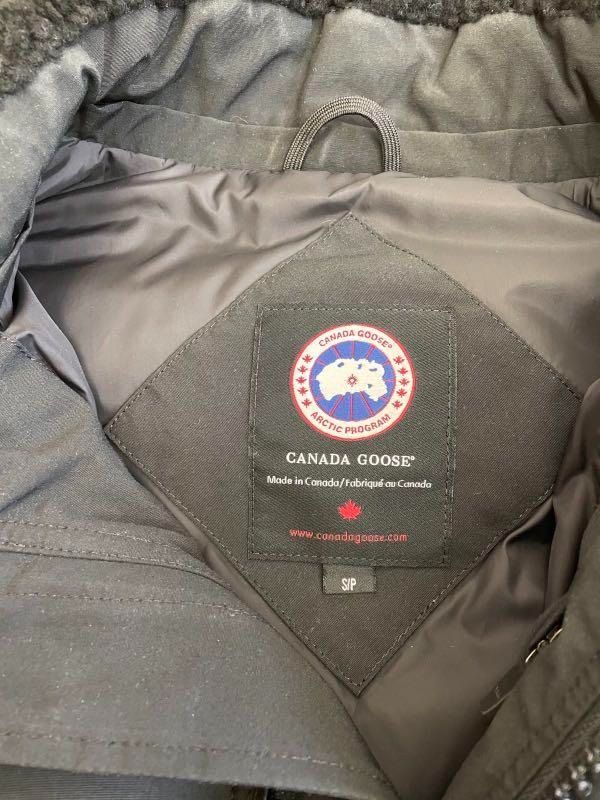 CANADA GOOSE®
ARCTIC PROGRAM
CANADA GOOSE®
Made in Canada/Fabriqué au Canada
www.canadagoose.com
S/P